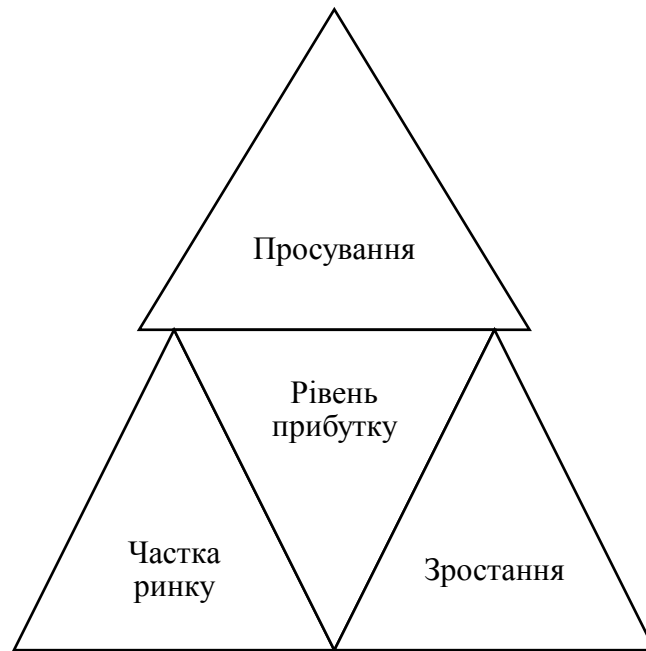 Просування
Рівень
прибутку
Частка
ринку
Зростання